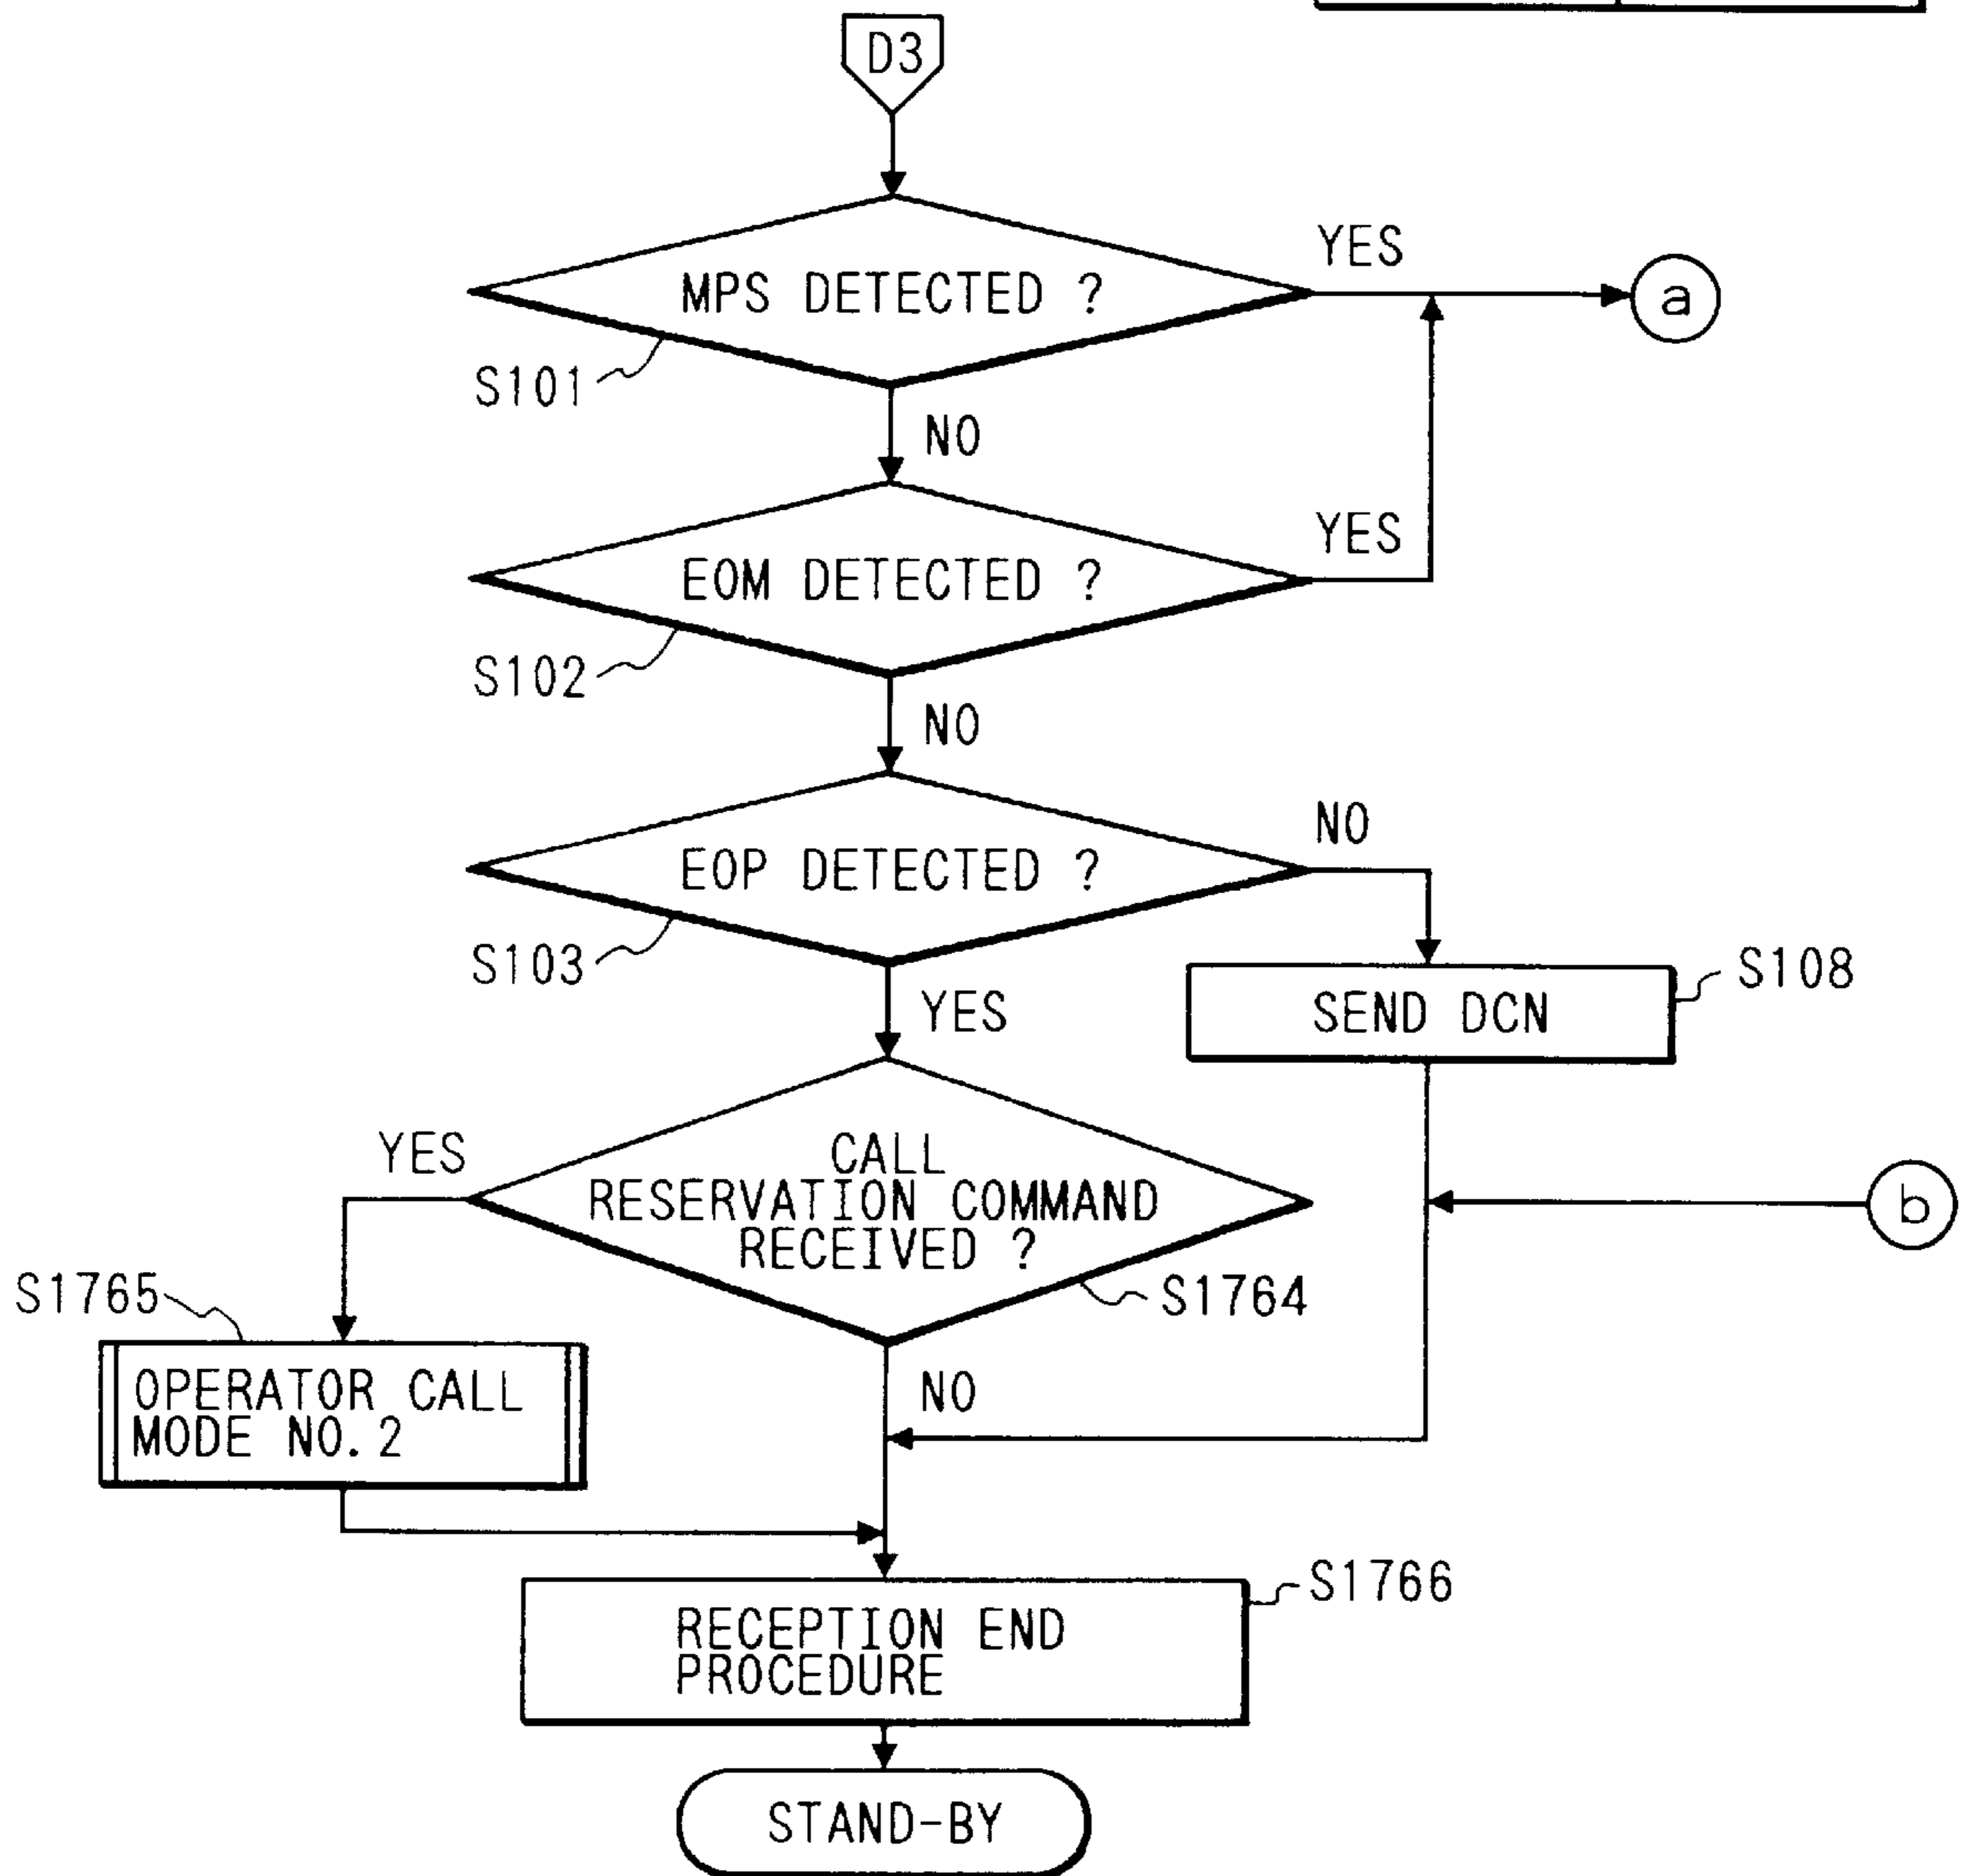 D3
MPS DETECTED ?
YES
a
S101
NO
EOM DETECTED ?
YES
S102
NO
EOP DETECTED ?
NO
S103
YES
SEND DCN
S108
CALL
RESERVATION COMMAND
RECEIVED ?
YES
b
S1764
S1765
OPERATOR CALL
MODE NO.2
NO
RECEPTION END
PROCEDURE
S1766
STAND-BY